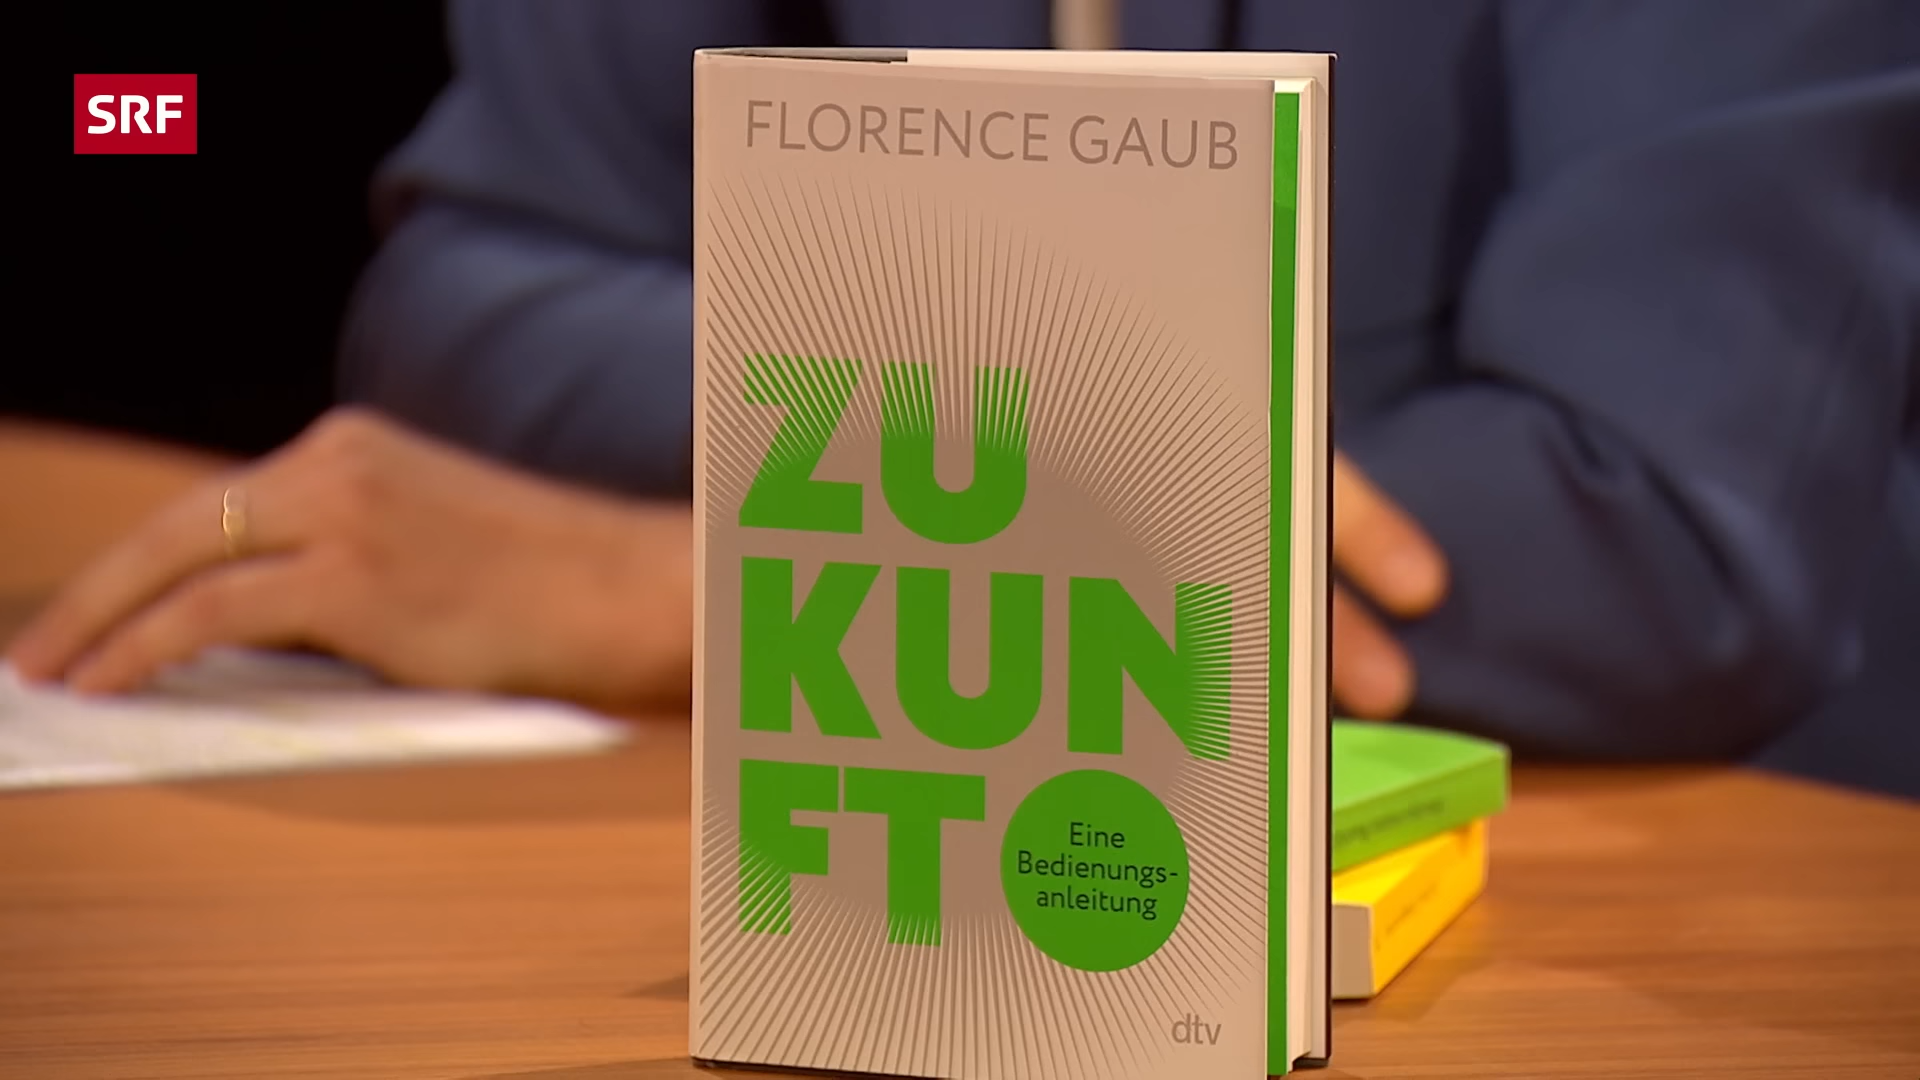 SRF
FLORENCE GAUB
ZU
KUN
FT
Eine
Bedienungs-
anleitung
dtv